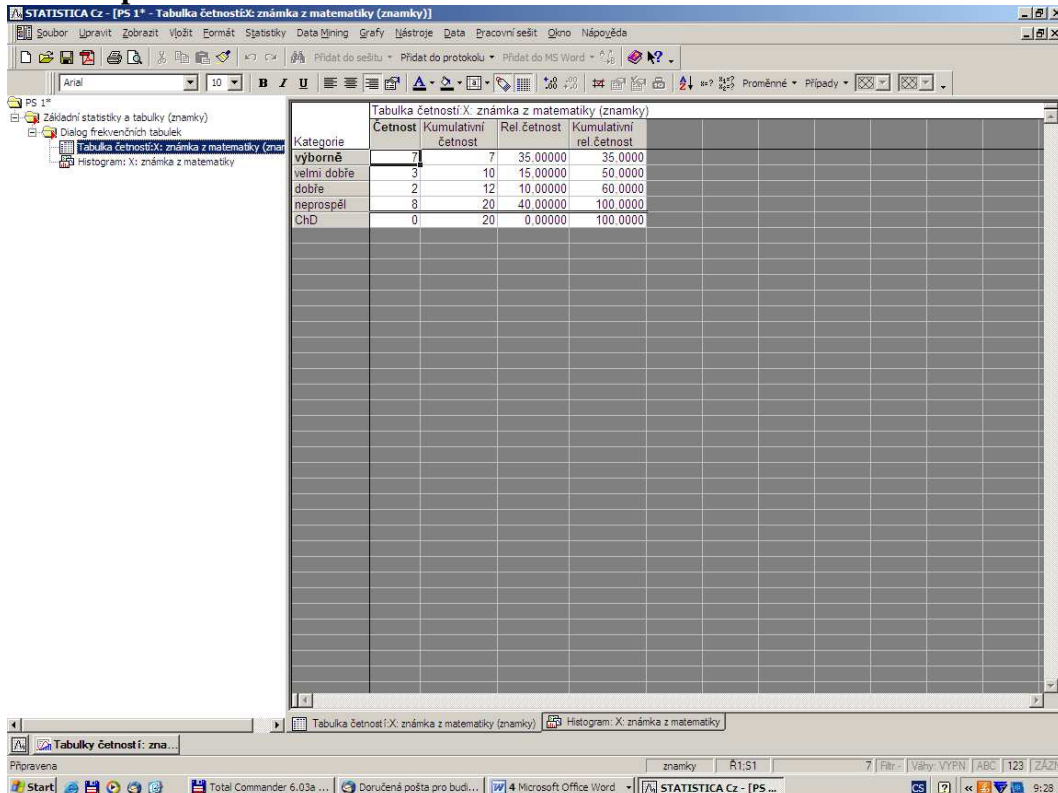 STATISTICA Cz - [PS 1* - Tabulka četností:X: známka z matematiky (znamky)]
Soubor Upravit Zobrazit Vložit Formát Statistiky Data Mining Grafy Nástroje Data Pracovní sešit Okno Nápověda
Přidat do sešitu Přidat do protokolu Přidat do MS Word
Arial 10 B I U Proměnné Případy
PS 1*
Základní statistiky a tabulky (znamky)
Dialog frekvenčních tabulek
Tabulka četností:X: známka z matematiky (znam
Histogram: X: známka z matematiky
Tabulka četností:X: známka z matematiky (znamky)
Kategorie Četnost Kumulativní četnost Rel.četnost Kumulativní rel.četnost
výborně 7 7 35,00000 35,0000
velmi dobře 3 10 15,00000 50,0000
dobře 2 12 10,00000 60,0000
neprospěl 8 20 40,00000 100,0000
ChD 0 20 0,00000 100,0000
Tabulka četností:X: známka z matematiky (znamky) Histogram: X: známka z matematiky
Tabulky četností: zna...
Připravena znamky Ř1;S1 7 Filtr - Váhy: VYPN ABC 123 ZÁZN
Start Total Commander 6.03a ... Doručená pošta pro budi... 4 Microsoft Office Word STATISTICA Cz - [PS ... CS 9:28